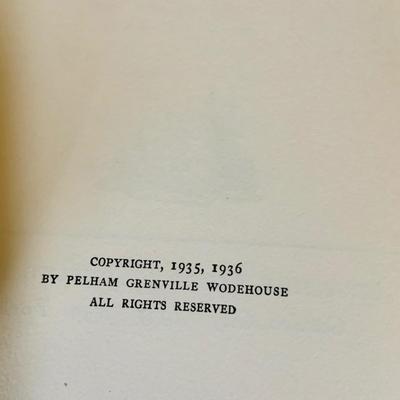 COPYRIGHT, 1935, 1936
BY PELHAM GRENVILLE WODEHOUSE
ALL RIGHTS RESERVED